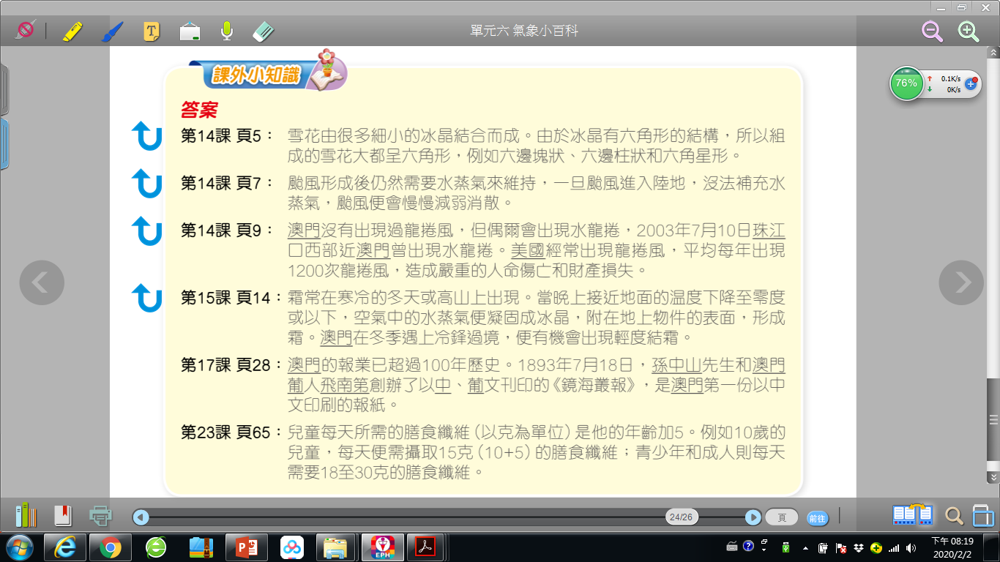 單元六 氣象小百科
課外小知識
76%
0.1K/s
0K/s
答案
第14課 頁5：雪花由很多細小的冰晶結合而成。由於冰晶有六角形的結構，所以組
成的雪花大都呈六角形，例如六邊塊狀、六邊柱狀和六角星形。
第14課 頁7：颱風形成後仍然需要水蒸氣來維持，一旦颱風進入陸地，沒法補充水
蒸氣，颱風便會慢慢減弱消散。
第14課 頁9：澳門沒有出現過龍捲風，但偶爾會出現水龍捲，2003年7月10日珠江
口西部近澳門曾出現水龍捲。美國經常出現龍捲風，平均每年出現
1200次龍捲風，造成嚴重的人命傷亡和財產損失。
第15課 頁14：霜常在寒冷的冬天或高山上出現。當晚上接近地面的温度下降至零度
或以下，空氣中的水蒸氣便凝固成冰晶，附在地上物件的表面，形成
霜。澳門在冬季遇上冷鋒過境，便有機會出現輕度結霜。
第17課 頁28：澳門的報業已超過100年歷史。1893年7月18日，孫中山先生和澳門
葡人飛南第創辦了以中、葡文刊印的《鏡海叢報》，是澳門第一份以中
文印刷的報紙。
第23課 頁65：兒童每天所需的膳食纖維（以克為單位）是他的年齡加5。例如10歲的
兒童，每天便需攝取15克（10+5）的膳食纖維；青少年和成人則每天
需要18至30克的膳食纖維。
24/26
頁
前往
EPH
下午 08:19
2020/2/2